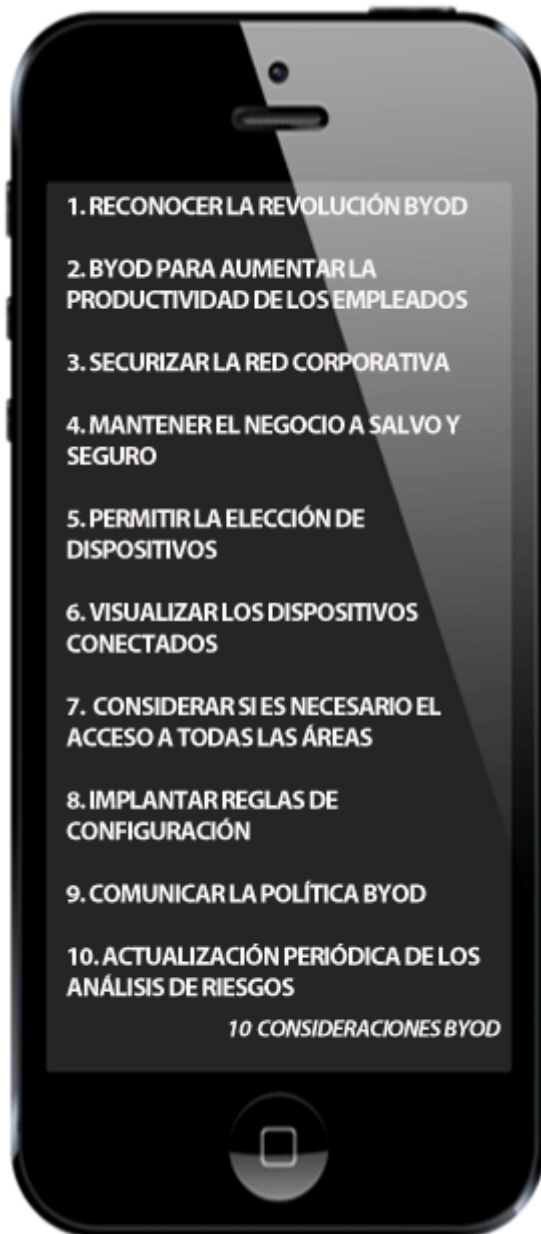 1. RECONOCER LA REVOLUCIÓN BYOD
2. BYOD PARA AUMENTAR LA
PRODUCTIVIDAD DE LOS EMPLEADOS
3. SECURIZAR LA RED CORPORATIVA
4. MANTENER EL NEGOCIO A SALVO Y
SEGURO
5. PERMITIR LA ELECCIÓN DE
DISPOSITIVOS
6. VISUALIZAR LOS DISPOSITIVOS
CONECTADOS
7. CONSIDERAR SI ES NECESARIO EL
ACCESO A TODAS LAS ÁREAS
8. IMPLANTAR REGLAS DE
CONFIGURACIÓN
9. COMUNICAR LA POLÍTICA BYOD
10. ACTUALIZACIÓN PERIÓDICA DE LOS
ANÁLISIS DE RIESGOS
10 CONSIDERACIONES BYOD